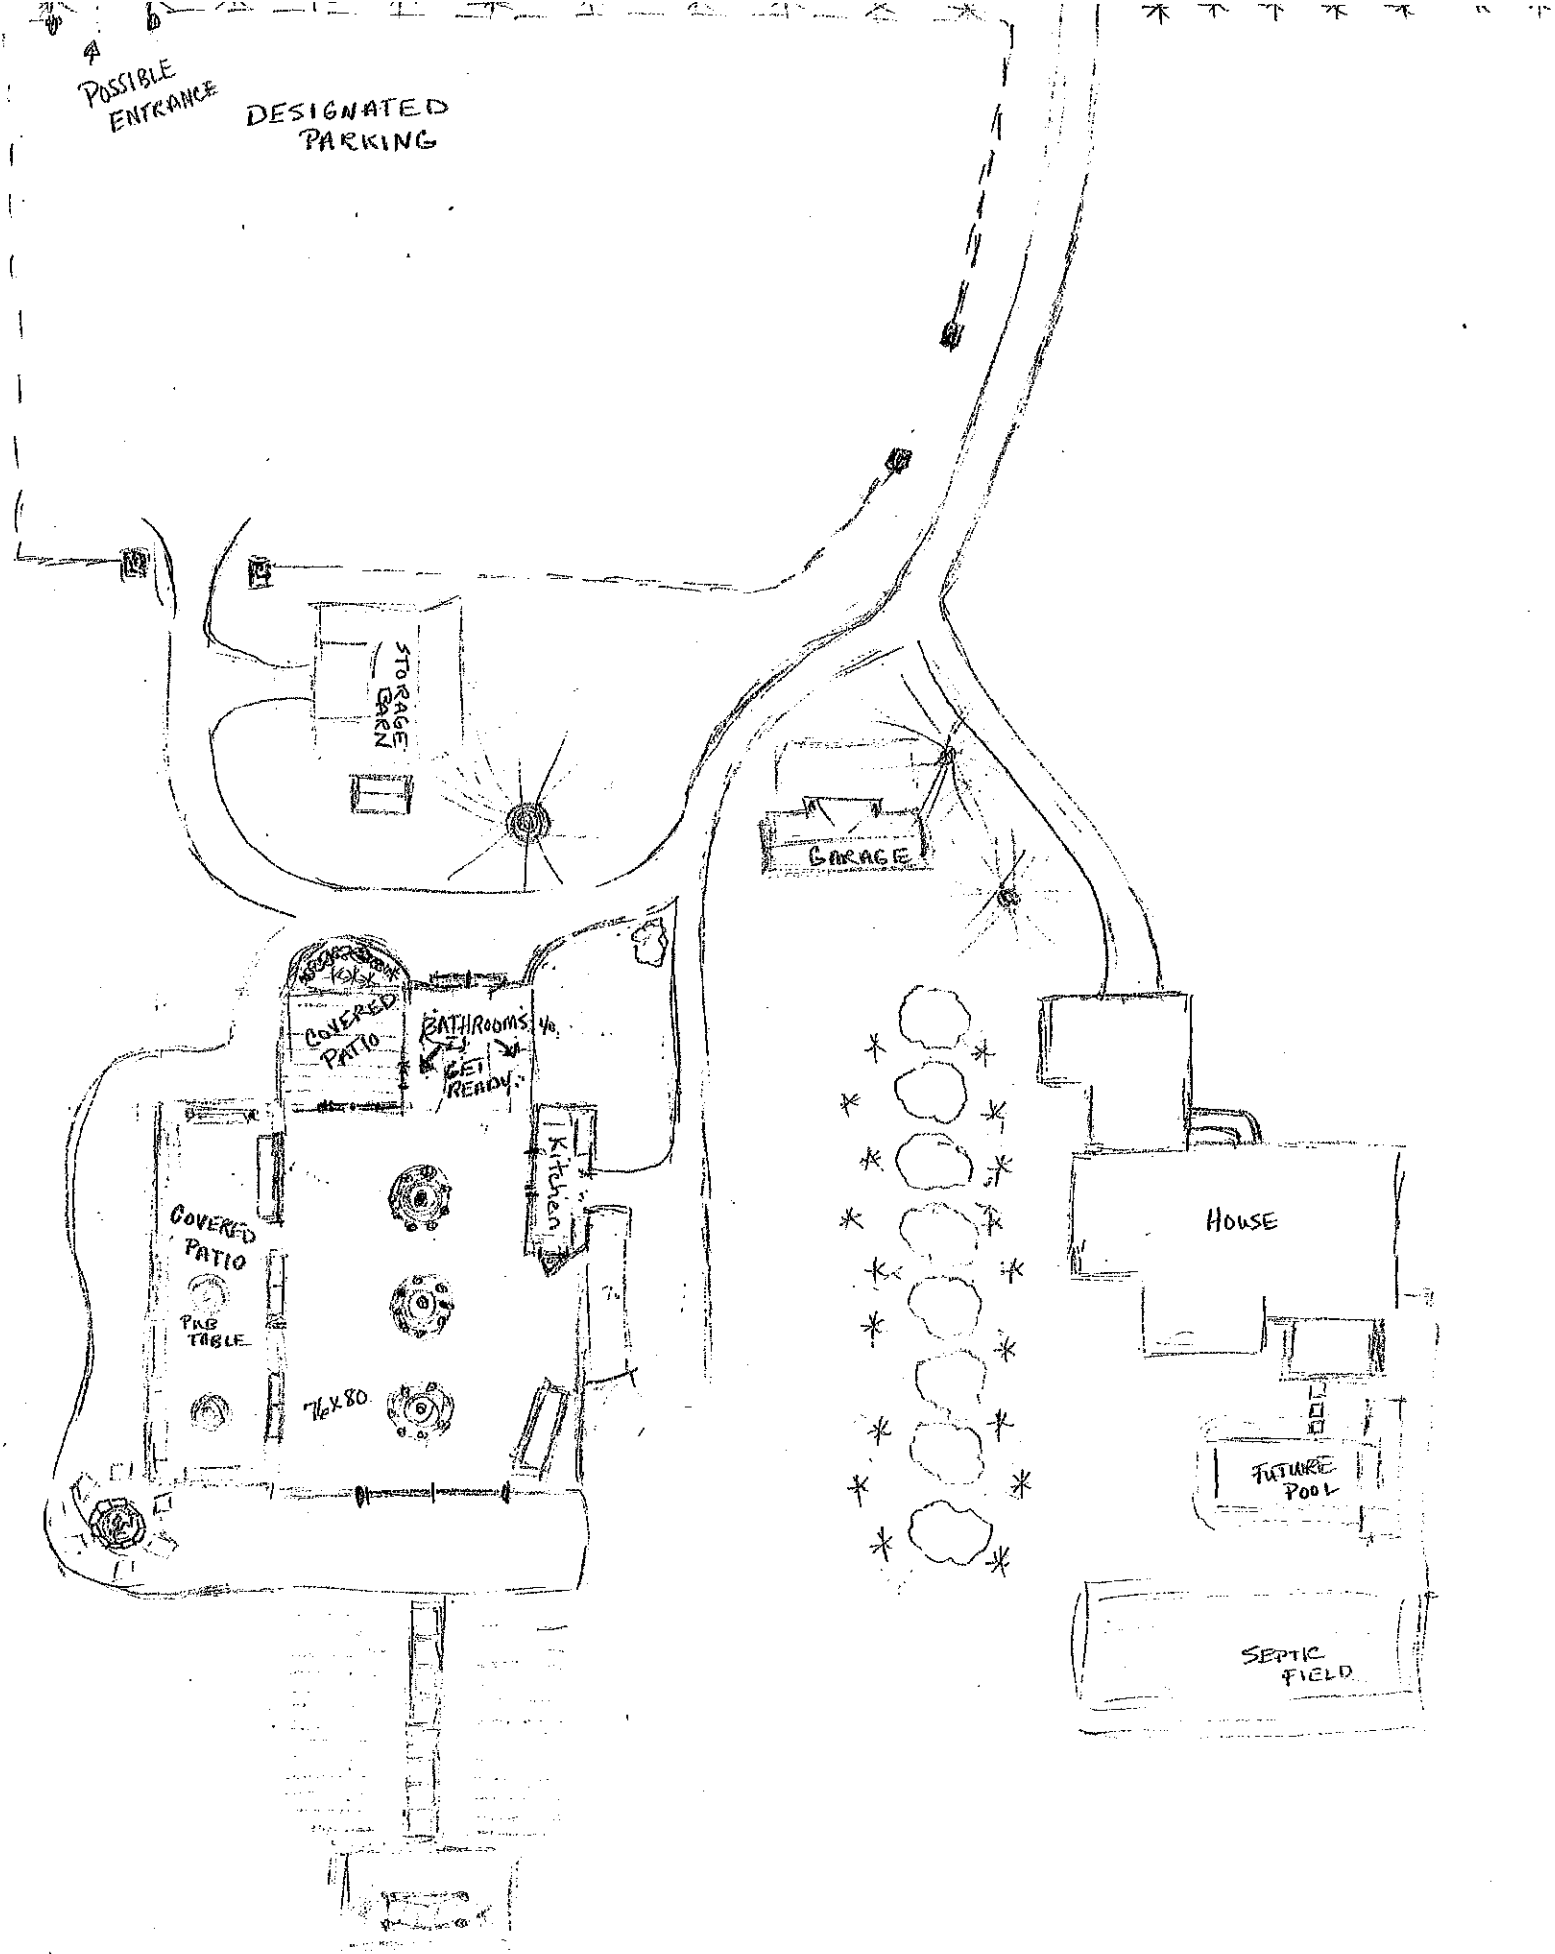 POSSIBLE
ENTRANCE
DESIGNATED
PARKING
STORAGE
BARN
GARAGE
COVERED
PATIO
BATHROOMS
GET
READY
Kitchen
COVERED
PATIO
PUB
TABLE
76X80
HOUSE
FUTURE
POOL
SEPTIC
FIELD